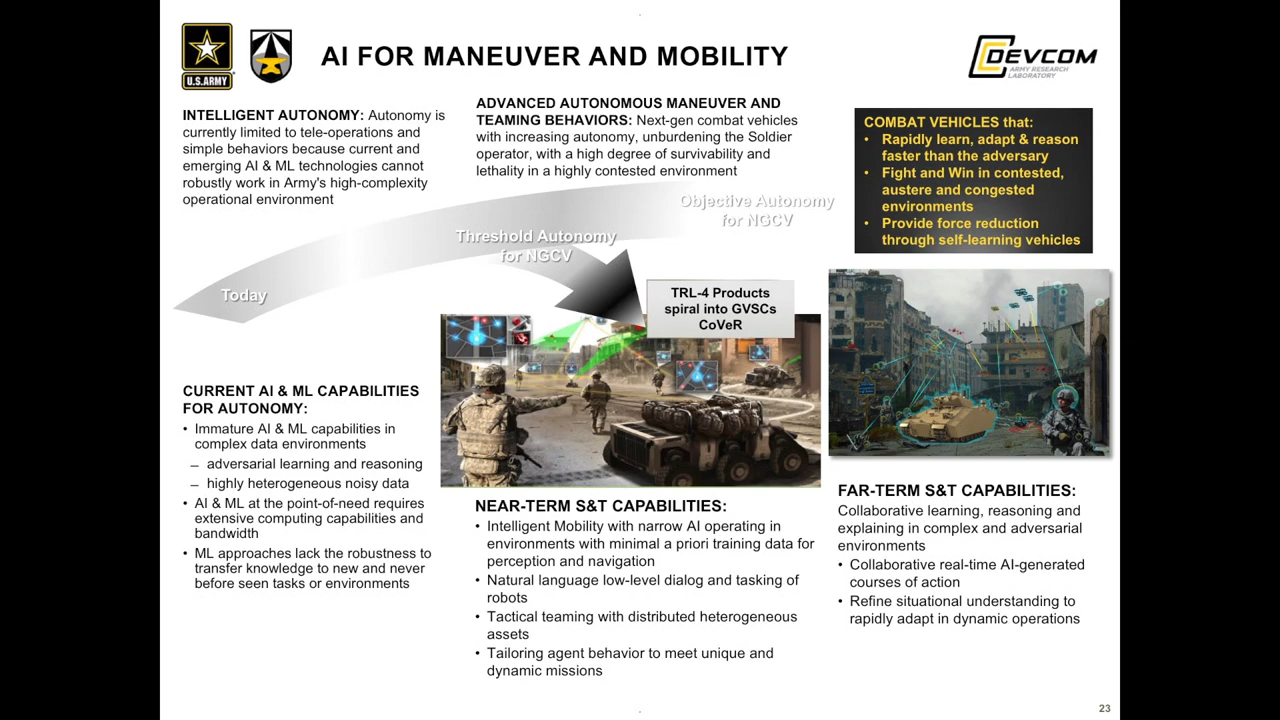 AI FOR MANEUVER AND MOBILITY
U.S.ARMY
DEVCOM
ARMY RESEARCH
LABORATORY
INTELLIGENT AUTONOMY: Autonomy is
currently limited to tele-operations and
simple behaviors because current and
emerging AI & ML technologies cannot
robustly work in Army's high-complexity
operational environment
ADVANCED AUTONOMOUS MANEUVER AND
TEAMING BEHAVIORS: Next-gen combat vehicles
with increasing autonomy, unburdening the Soldier
operator, with a high degree of survivability and
lethality in a highly contested environment
COMBAT VEHICLES that:
• Rapidly learn, adapt & reason
faster than the adversary
• Fight and Win in contested,
austere and congested
environments
• Provide force reduction
through self-learning vehicles
Today
Threshold Autonomy
for NGCV
Objective Autonomy
for NGCV
TRL-4 Products
spiral into GVSCs
CoVeR
CURRENT AI & ML CAPABILITIES
FOR AUTONOMY:
• Immature AI & ML capabilities in
complex data environments
– adversarial learning and reasoning
– highly heterogeneous noisy data
• AI & ML at the point-of-need requires
extensive computing capabilities and
bandwidth
• ML approaches lack the robustness to
transfer knowledge to new and never
before seen tasks or environments
NEAR-TERM S&T CAPABILITIES:
• Intelligent Mobility with narrow AI operating in
environments with minimal a priori training data for
perception and navigation
• Natural language low-level dialog and tasking of
robots
• Tactical teaming with distributed heterogeneous
assets
• Tailoring agent behavior to meet unique and
dynamic missions
FAR-TERM S&T CAPABILITIES:
Collaborative learning, reasoning and
explaining in complex and adversarial
environments
• Collaborative real-time AI-generated
courses of action
• Refine situational understanding to
rapidly adapt in dynamic operations
23